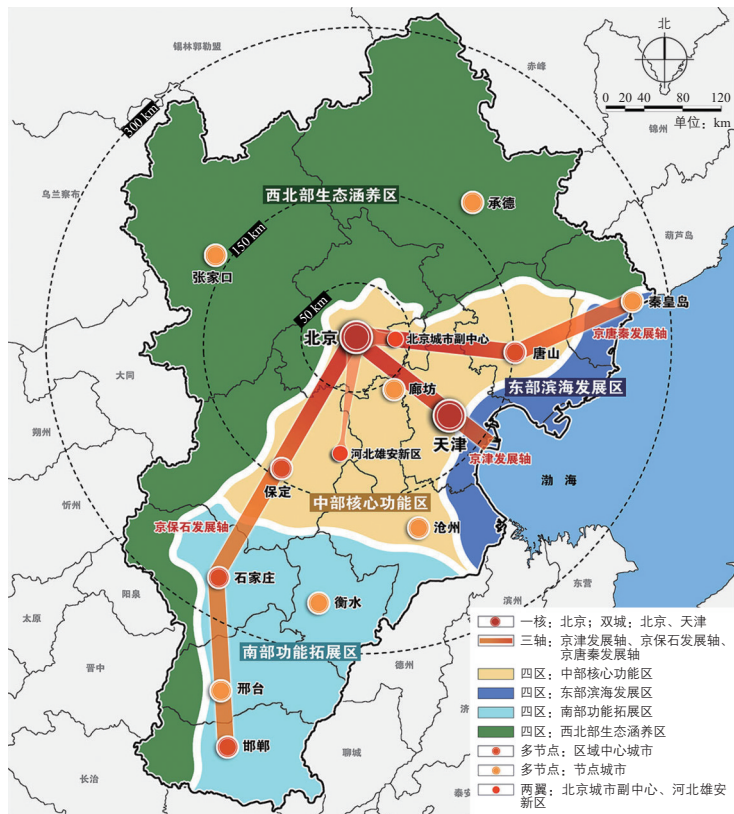 北
锡林郭勒盟
赤峰
0 20 40 80 120
单位：km
300 km
锦州
乌兰察布
西北部生态涵养区
承德
葫芦岛
150 km
张家口
秦皇岛
50 km
京唐秦发展轴
北京
北京城市副中心
唐山
大同
廊坊
东部滨海发展区
朔州
天津
河北雄安新区
京津发展轴
保定
渤 海
忻州
中部核心功能区
京保石发展轴
沧州
石家庄
阳泉
衡水
滨州
东营
太原
一核：北京；双城：北京、天津
三轴：京津发展轴、京保石发展轴、
京唐秦发展轴
南部功能拓展区
德州
晋中
四区：中部核心功能区
邢台
四区：东部滨海发展区
济
四区：南部功能拓展区
四区：西北部生态涵养区
邯郸
聊城
多节点：区域中心城市
长治
多节点：节点城市
泰安
两翼：北京城市副中心、河北雄安
新区